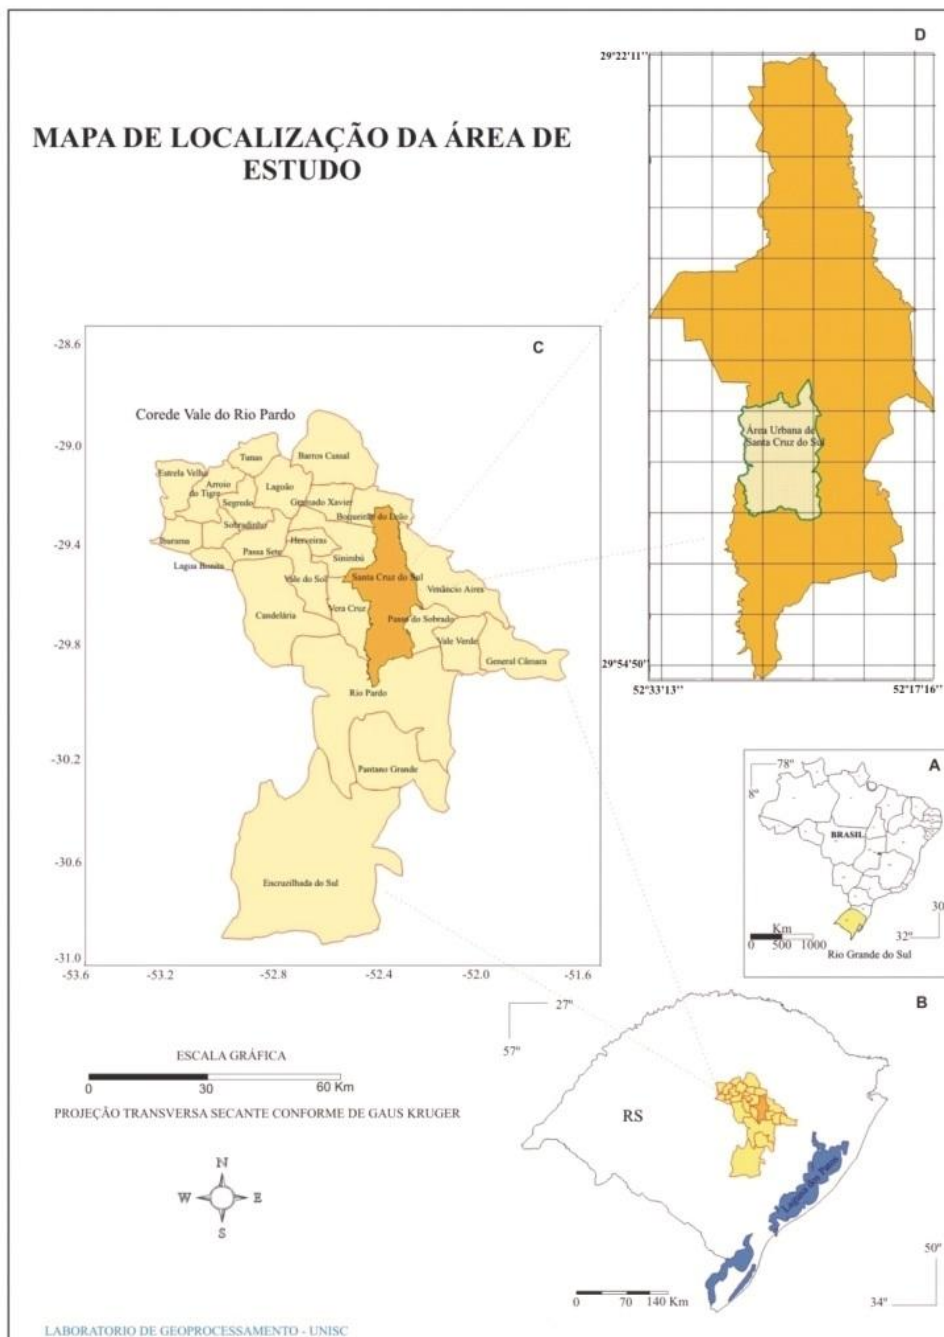 D
29°22'11''
MAPA DE LOCALIZAÇÃO DA ÁREA DE
ESTUDO
Área Urbana de
Santa Cruz do Sul
29°54'50''
52°33'13''
52°17'16''
C
-28.6
-29.0
-29.4
-29.8
-30.2
-30.6
-31.0
-53.6
-53.2
-52.8
-52.4
-52.0
-51.6
Corede Vale do Rio Pardo
Tunas
Barros Cassal
Estrela Velha
Arroio
do Tigre
Lagoão
Segredo
Gramado Xavier
Boqueirão do Leão
Sobradinho
Ibarama
Passa Sete
Herveiras
Sinimbú
Lagoa Bonita
Vale do Sol
Santa Cruz do Sul
Venâncio Aires
Vera Cruz
Candelária
Passo do Sobrado
Vale Verde
General Câmara
Rio Pardo
Pantano Grande
Encruzilhada do Sul
A
78°
8°
BRASIL
30
32°
Km
0 500 1000
Rio Grande do Sul
B
27°
57°
RS
Laguna dos Patos
50°
34°
0 70 140 Km
ESCALA GRÁFICA
0 30 60 Km
PROJEÇÃO TRANSVERSA SECANTE CONFORME DE GAUS KRUGER
N
W E
S
LABORATORIO DE GEOPROCESSAMENTO - UNISC